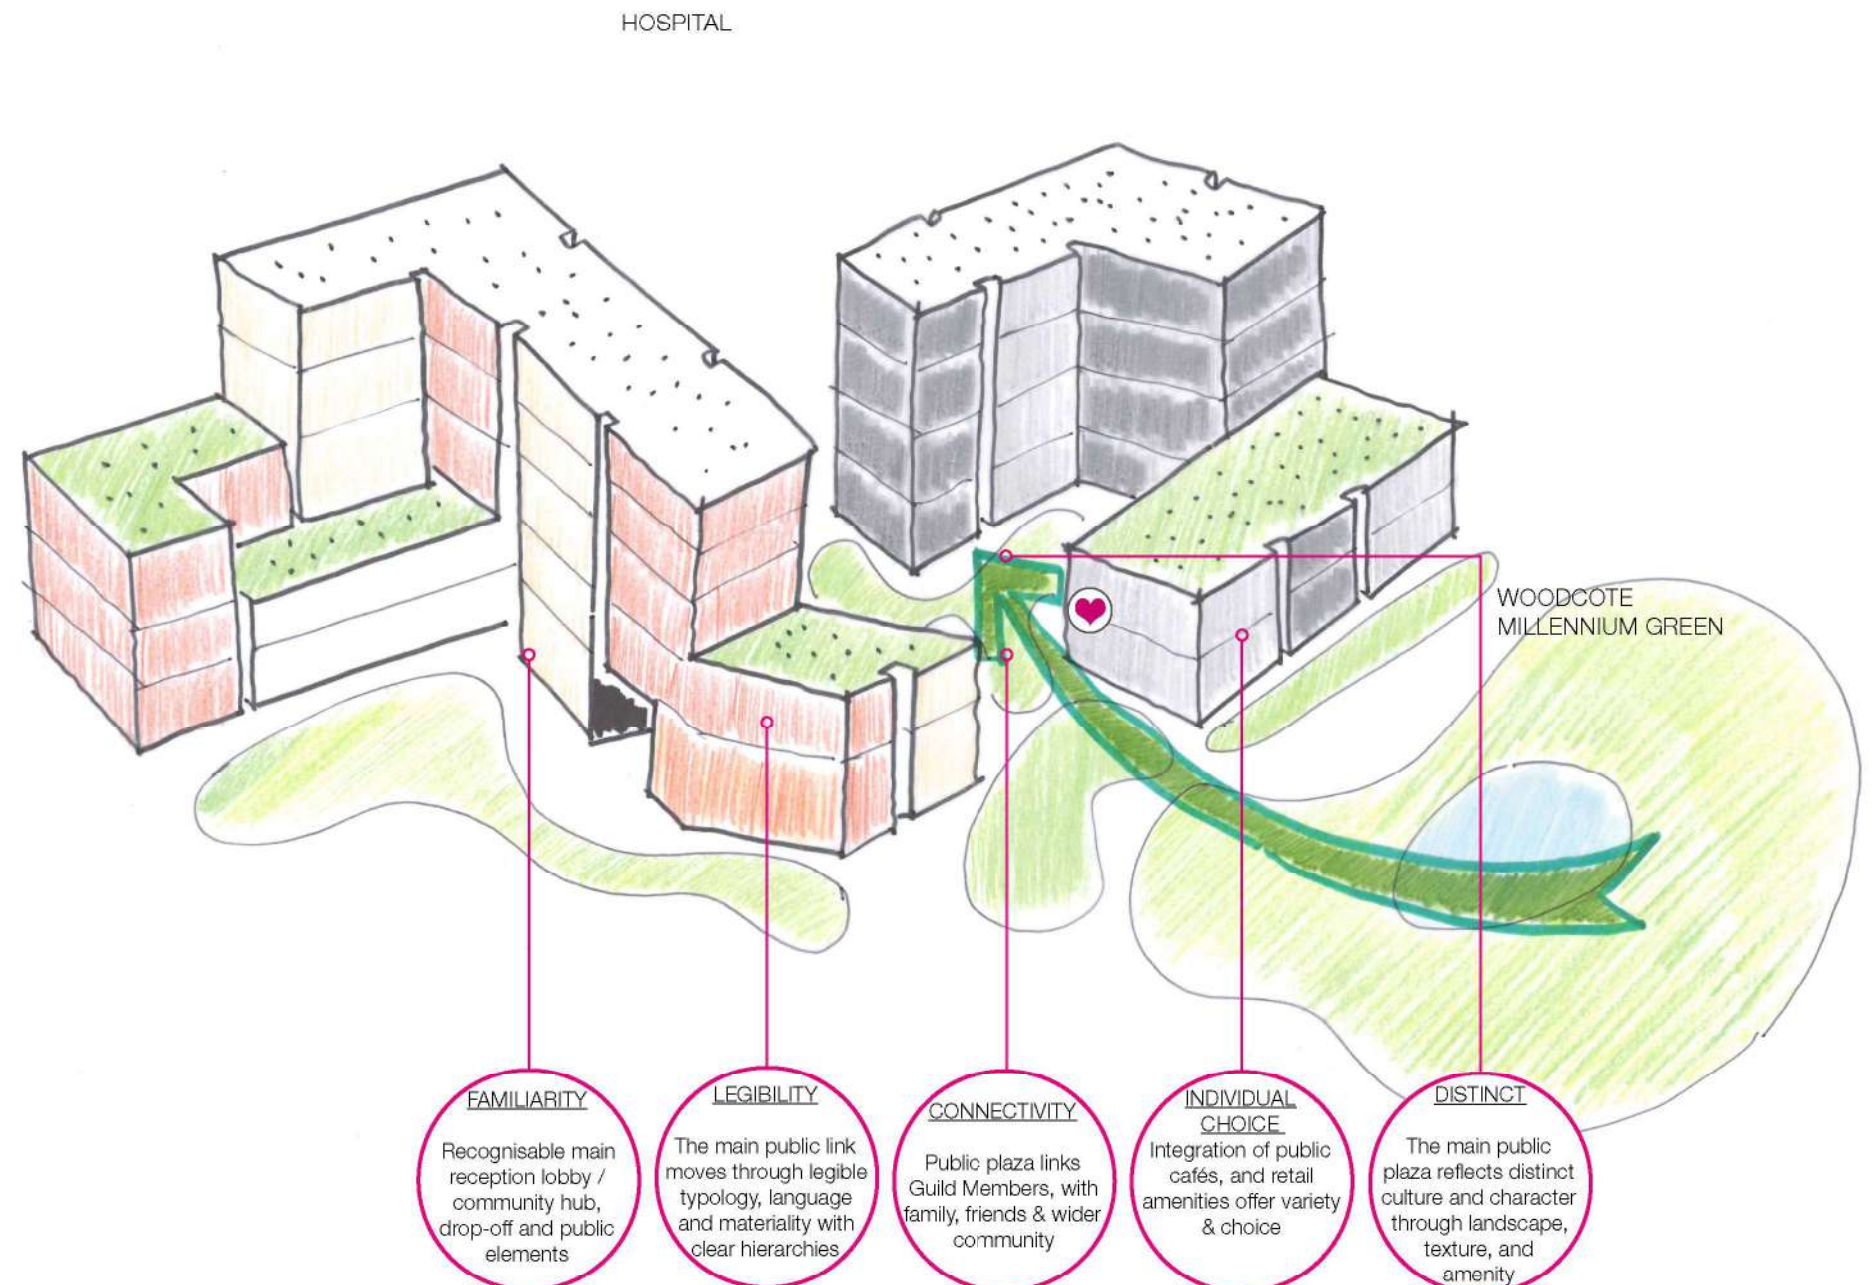 HOSPITAL
WOODCOTE
MILLENNIUM GREEN
FAMILIARITY
Recognisable main
reception lobby /
community hub,
drop-off and public
elements
LEGIBILITY
The main public link
moves through legible
typology, language
and materiality with
clear hierarchies
CONNECTIVITY
Public plaza links
Guild Members, with
family, friends & wider
community
INDIVIDUAL
CHOICE
Integration of public
cafés, and retail
amenities offer variety
& choice
DISTINCT
The main public
plaza reflects distinct
culture and character
through landscape,
texture, and
amenity